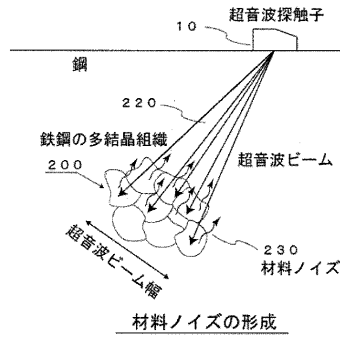 超音波探触子
10
鋼
220
鉄鋼の多結晶組織
200
超音波ビーム
230
材料ノイズ
超音波ビーム幅
材料ノイズの形成